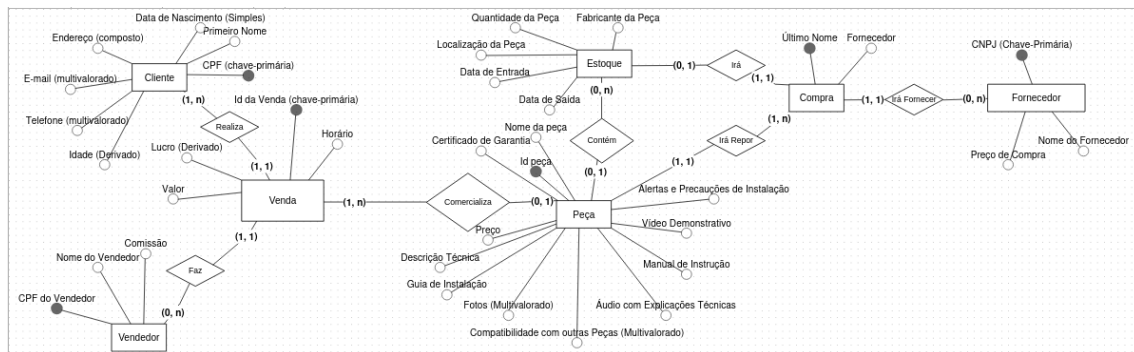 Data de Nascimento (Simples)
Endereço (composto)
Primeiro Nome
Cliente
CPF (chave-primária)
E-mail (multivalorado)
Telefone (multivalorado)
Idade (Derivado)
(1, n)
Realiza
(1, 1)
Id da Venda (chave-primária)
Horário
Lucro (Derivado)
Valor
Venda
(1, n)
Comercializa
(0, 1)
(1, 1)
Faz
(0, n)
Comissão
Nome do Vendedor
CPF do Vendedor
Vendedor
Quantidade da Peça
Fabricante da Peça
Localização da Peça
Data de Entrada
Data de Saída
Estoque
(0, 1)
Irá
(1, 1)
(0, n)
Contém
(0, 1)
Último Nome
Fornecedor
Compra
(1, 1)
Irá Fornecer
(0, n)
CNPJ (Chave-Primária)
Fornecedor
Preço de Compra
Nome do Fornecedor
(1, n)
Irá Repor
(1, 1)
Nome da peça
Certificado de Garantia
Id peça
Peça
Alertas e Precauções de Instalação
Vídeo Demonstrativo
Manual de Instrução
Áudio com Explicações Técnicas
Preço
Descrição Técnica
Guia de Instalação
Fotos (Multivalorado)
Compatibilidade com outras Peças (Multivalorado)